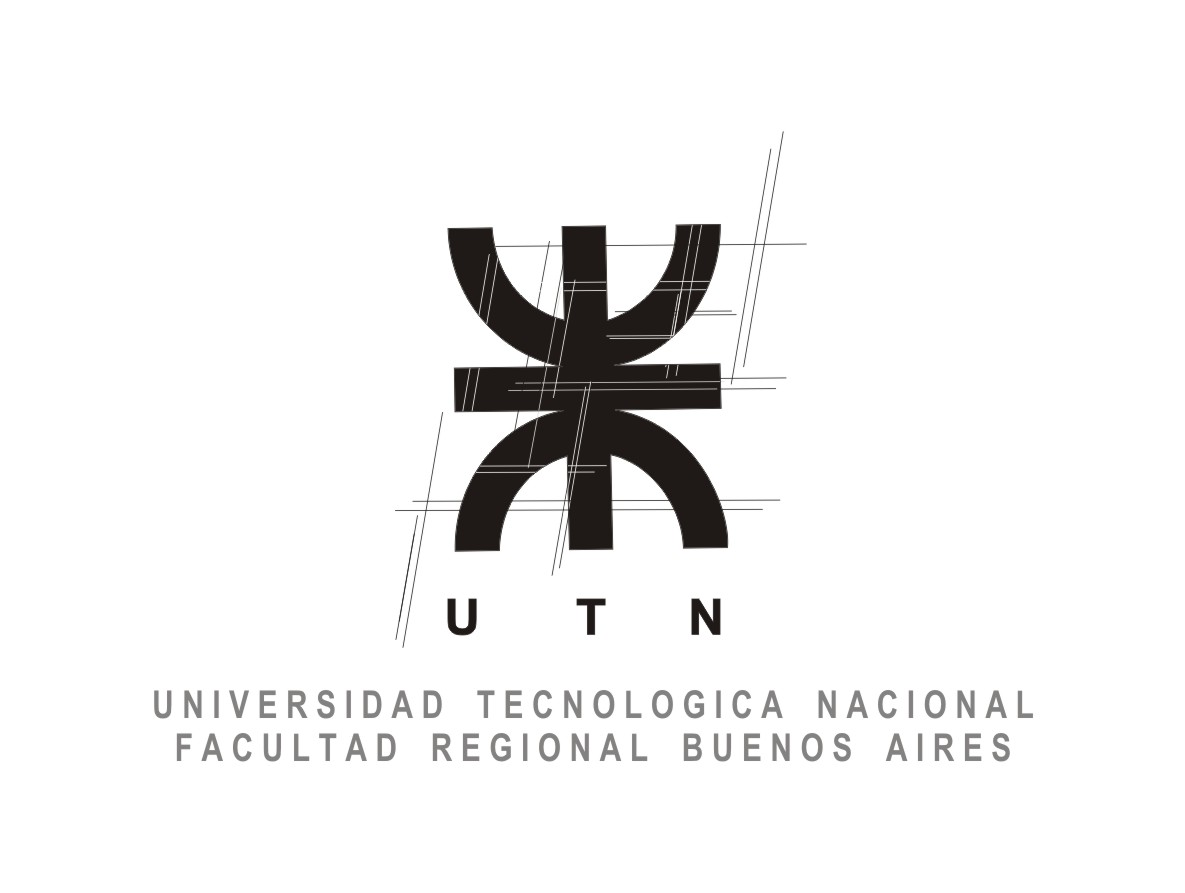 U T N
UNIVERSIDAD TECNOLOGICA NACIONAL
FACULTAD REGIONAL BUENOS AIRES